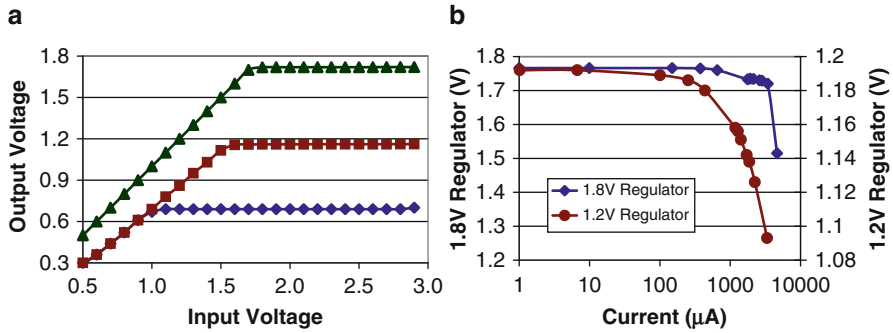 a
Output Voltage
1.8
1.5
1.2
0.9
0.6
0.3
0.5 1.0 1.5 2.0 2.5 3.0
Input Voltage
b
1.8V Regulator (V)
1.8
1.7
1.6
1.5
1.4
1.3
1.2
1.8V Regulator
1.2V Regulator
1 10 100 1000 10000
Current (μA)
1.2
1.18
1.16
1.14
1.12
1.1
1.08
1.2V Regulator (V)